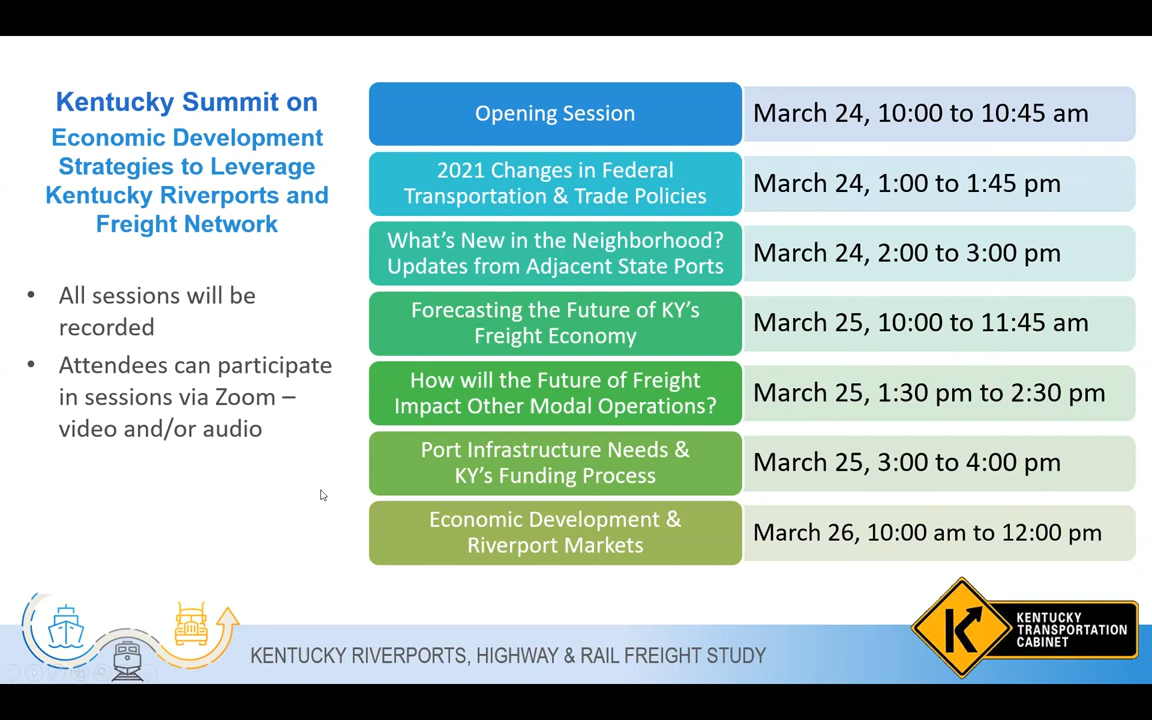 Kentucky Summit on
Economic Development
Strategies to Leverage
Kentucky Riverports and
Freight Network
• All sessions will be
recorded
• Attendees can participate
in sessions via Zoom –
video and/or audio
Opening Session
March 24, 10:00 to 10:45 am
2021 Changes in Federal
Transportation & Trade Policies
March 24, 1:00 to 1:45 pm
What's New in the Neighborhood?
Updates from Adjacent State Ports
March 24, 2:00 to 3:00 pm
Forecasting the Future of KY's
Freight Economy
March 25, 10:00 to 11:45 am
How will the Future of Freight
Impact Other Modal Operations?
March 25, 1:30 pm to 2:30 pm
Port Infrastructure Needs &
KY's Funding Process
March 25, 3:00 to 4:00 pm
Economic Development &
Riverport Markets
March 26, 10:00 am to 12:00 pm
KENTUCKY RIVERPORTS, HIGHWAY & RAIL FREIGHT STUDY
K
KENTUCKY
TRANSPORTATION
CABINET